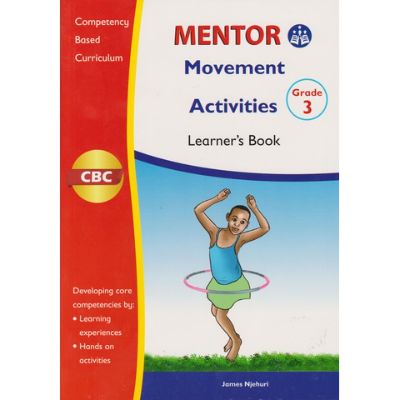 Competency
Based
Curriculum
MENTOR
Movement
Activities
Grade
3
Learner's Book
CBC
Developing core
competencies by:
• Learning
experiences
• Hands on
activities
James Njehuri